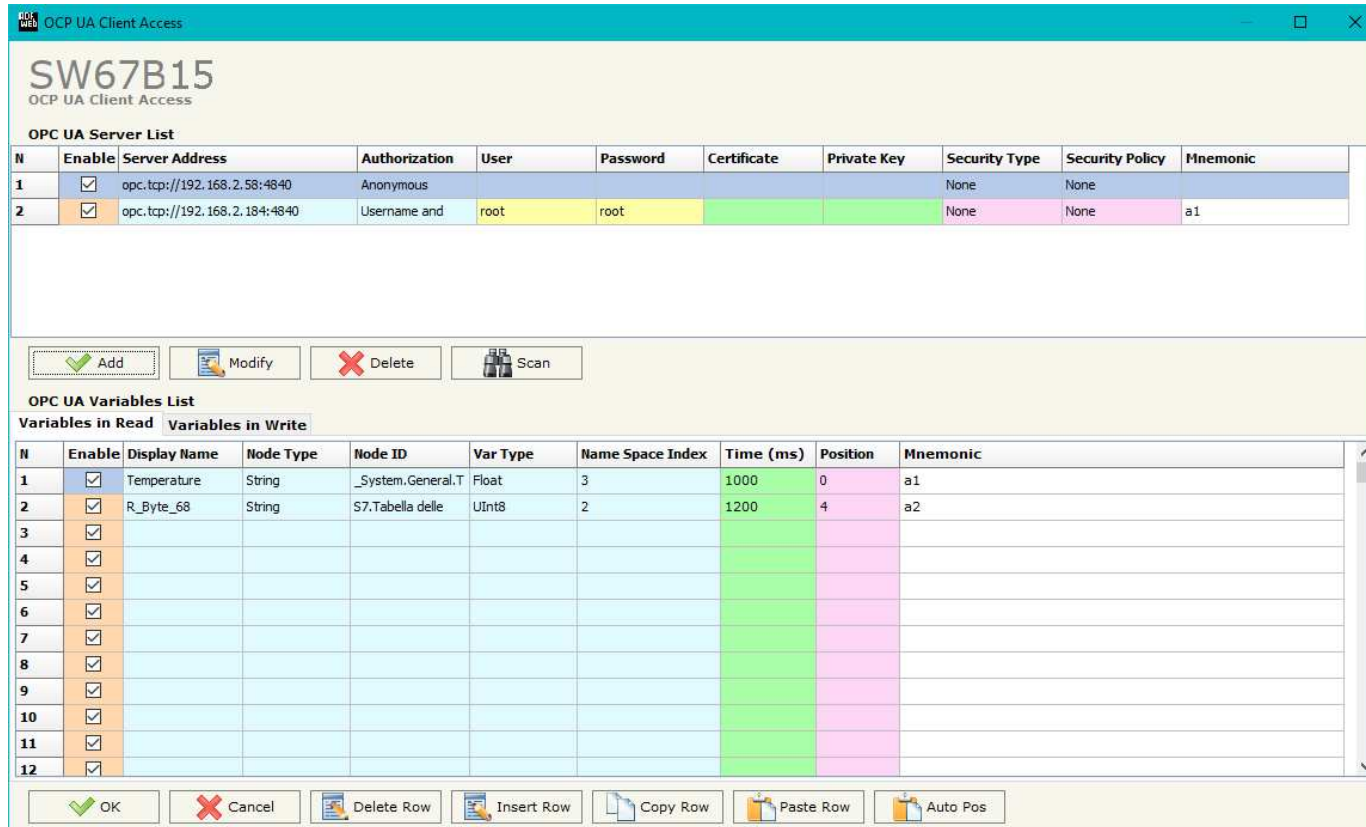 OCP UA Client Access
SW67B15
OCP UA Client Access
OPC UA Server List
N Enable Server Address Authorization User Password Certificate Private Key Security Type Security Policy Mnemonic
1 opc.tcp://192.168.2.58:4840 Anonymous None None
2 opc.tcp://192.168.2.184:4840 Username and root root None None a1
Add Modify Delete Scan
OPC UA Variables List
Variables in Read Variables in Write
N Enable Display Name Node Type Node ID Var Type Name Space Index Time (ms) Position Mnemonic
1 Temperature String _System.General.T Float 3 1000 0 a1
2 R_Byte_68 String S7.Tabella delle UInt8 2 1200 4 a2
3
4
5
6
7
8
9
10
11
12
OK Cancel Delete Row Insert Row Copy Row Paste Row Auto Pos